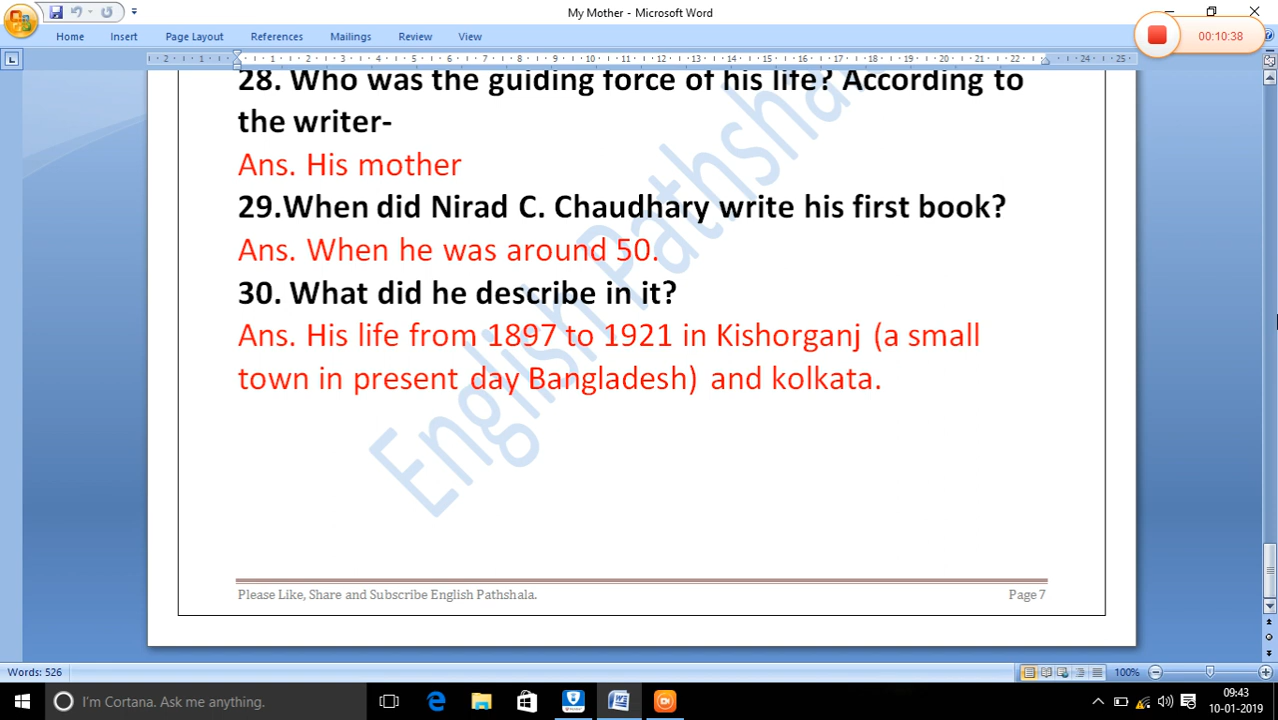 My Mother - Microsoft Word
00:10:38
Home Insert Page Layout References Mailings Review View
28. Who was the guiding force of his life? According to
the writer-
Ans. His mother
29.When did Nirad C. Chaudhary write his first book?
Ans. When he was around 50.
30. What did he describe in it?
Ans. His life from 1897 to 1921 in Kishorganj (a small
town in present day Bangladesh) and kolkata.
English Pathshala
Please Like, Share and Subscribe English Pathshala. Page 7
Words: 526 100%
I'm Cortana. Ask me anything. 09:43
10-01-2019